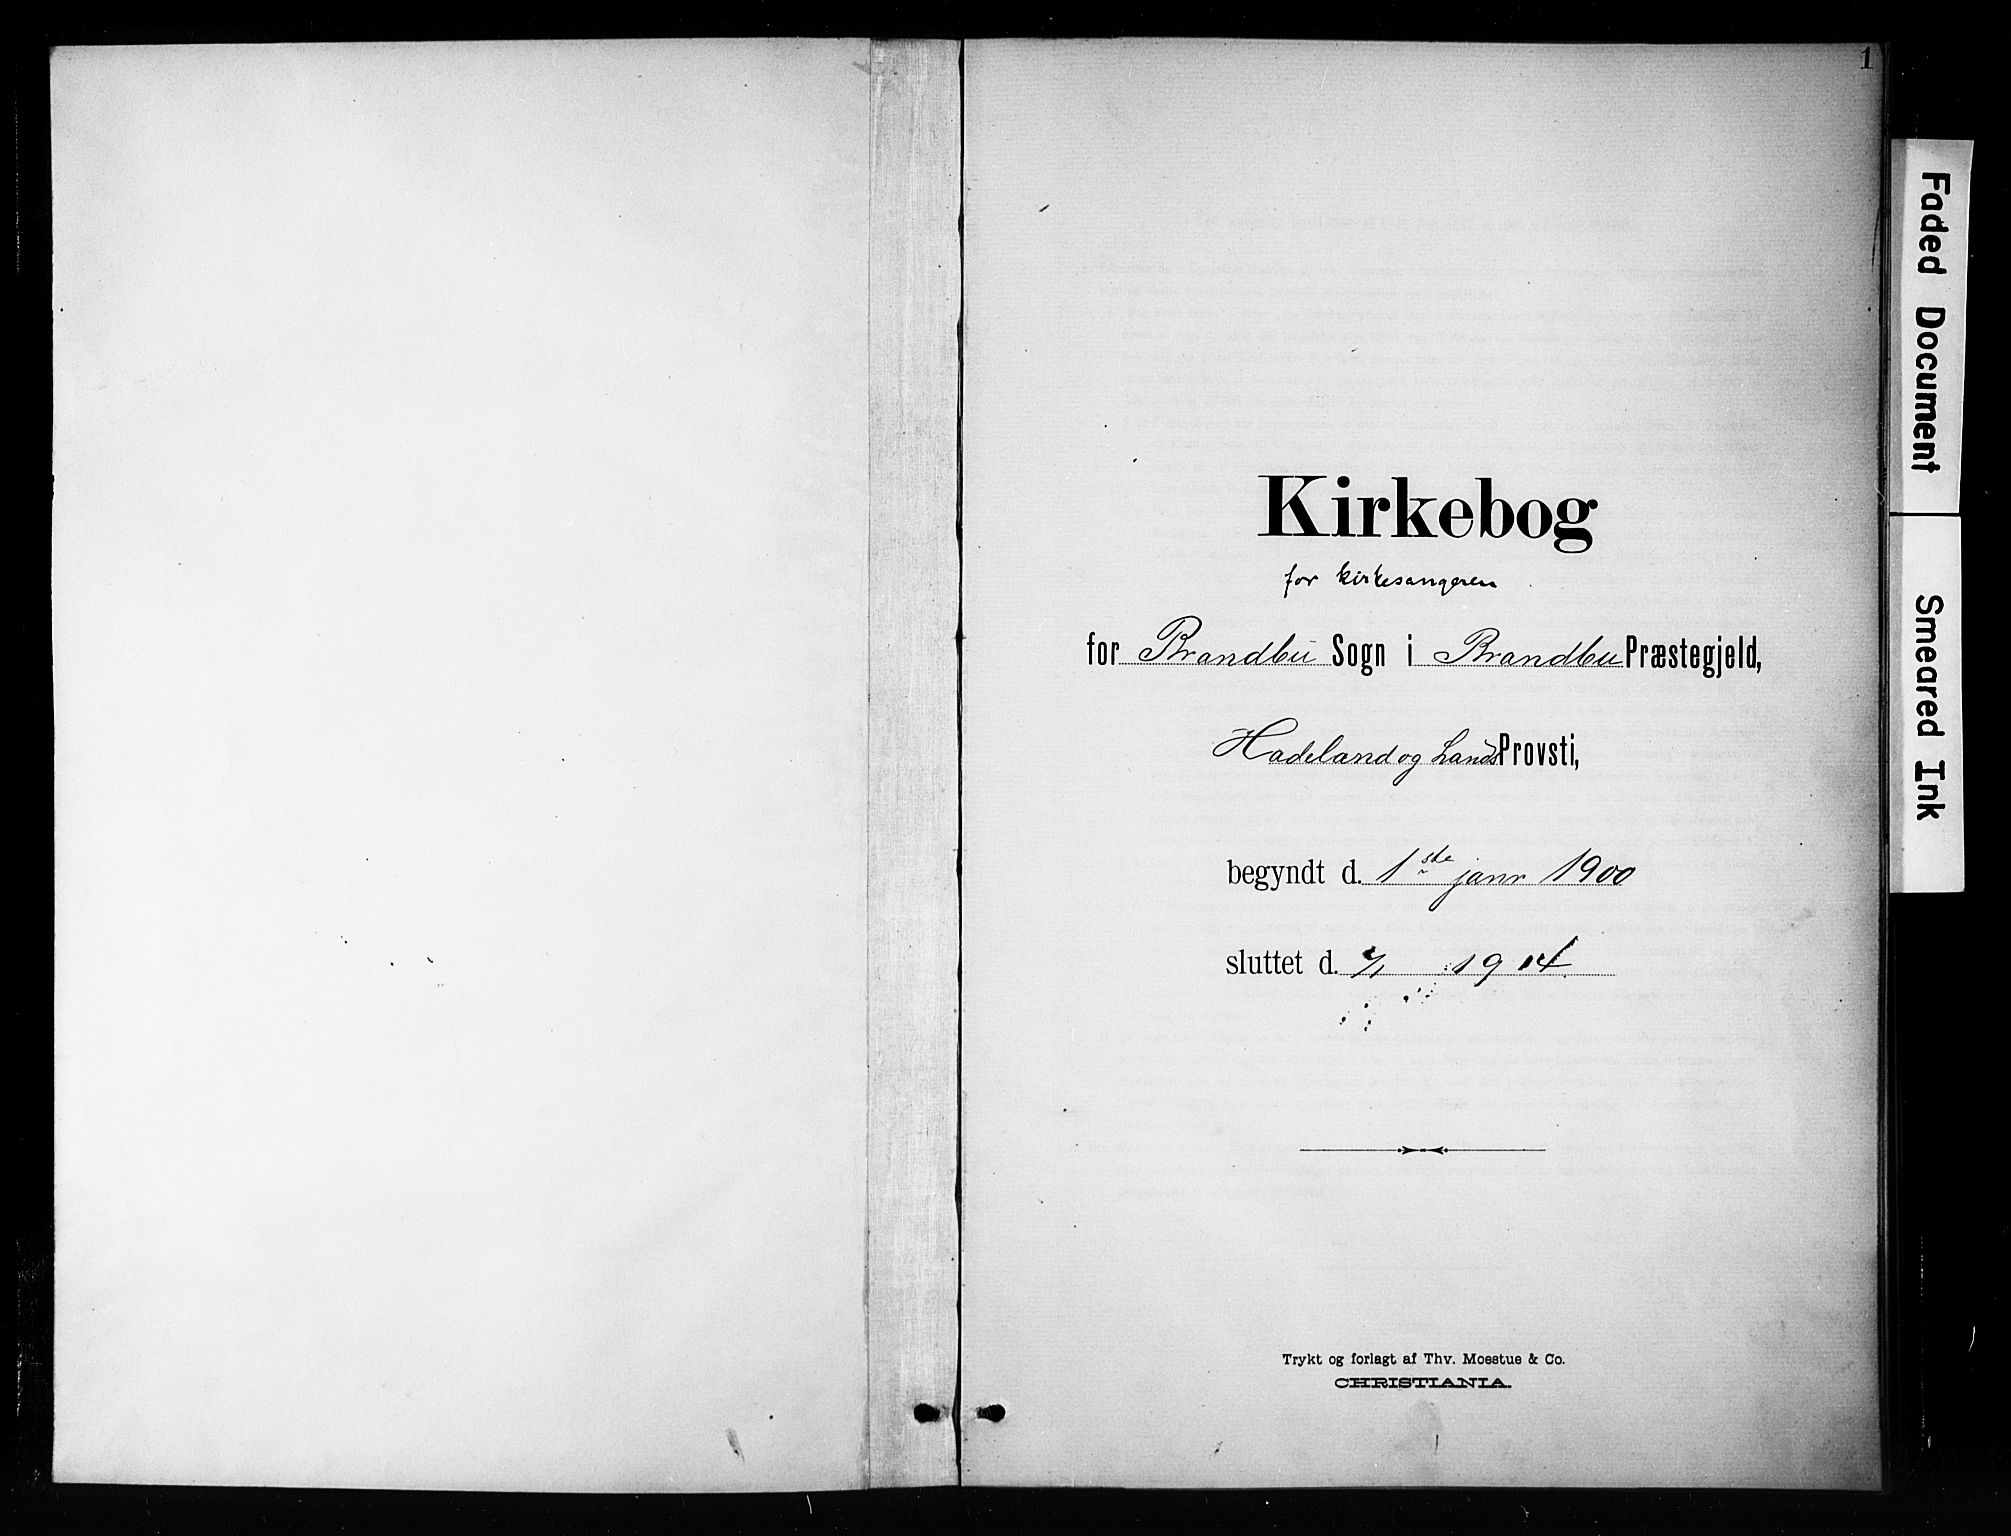 1
Kirkebog
for kirkesangeren
for Brandbu Sogn i Brandbu Præstegjeld,
Hadeland og Lands Provsti,
begyndt d. 1ste janr 1900
sluttet d. 1914.
Trykt og forlagt af Thv. Moestue & Co.
CHRISTIANIA.
Faded Document
Smeared Ink